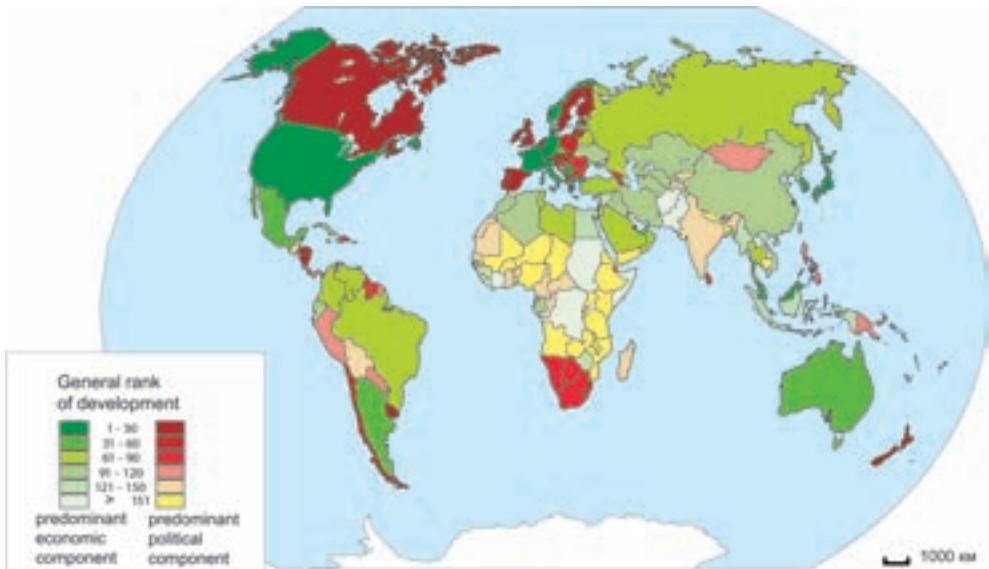 General rank
of development
1 - 30
31 - 60
61 - 90
91 - 120
121 - 150
≥ 151
predominant economic component
predominant political component
1000 км